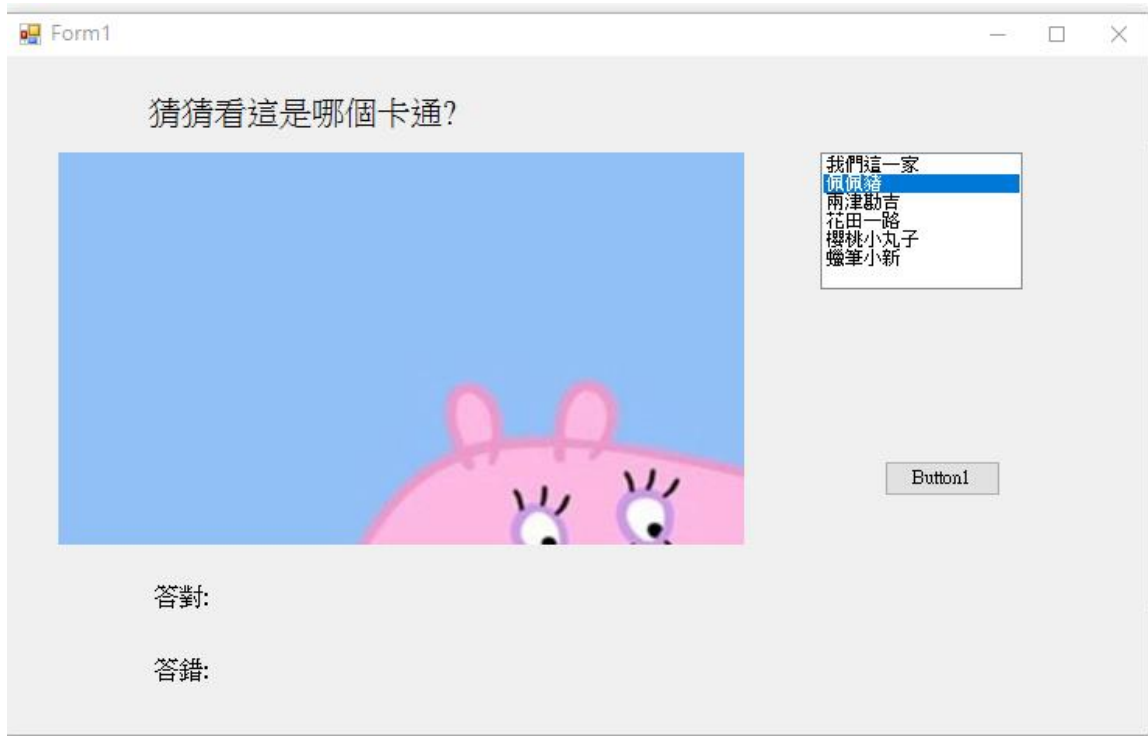 Form1
猜猜看這是哪個卡通?
我們這一家
佩佩豬
兩津勘吉
花田一路
櫻桃小丸子
蠟筆小新
Button1
答對:
答錯: